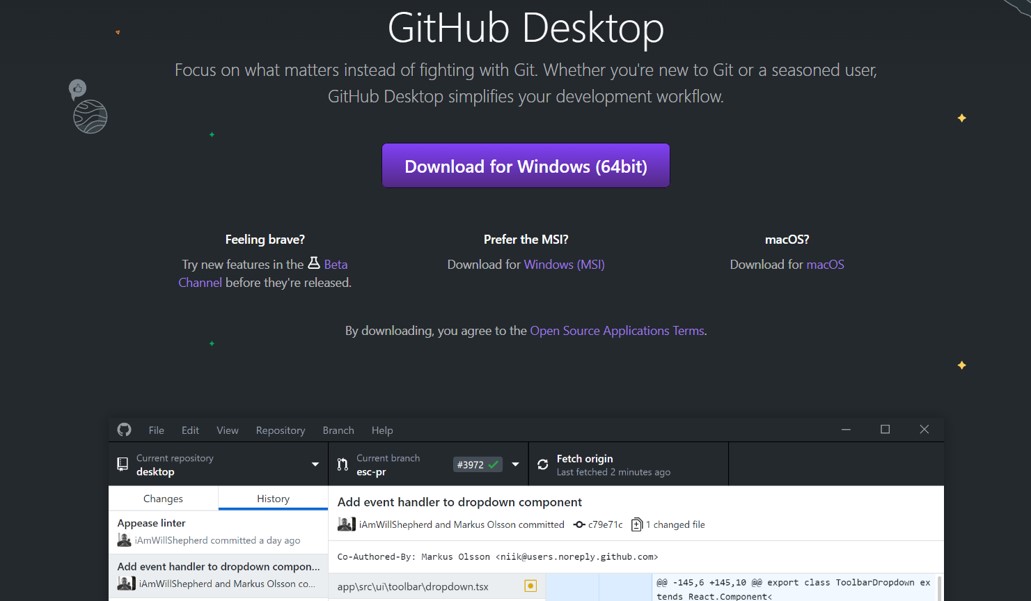 GitHub Desktop
Focus on what matters instead of fighting with Git. Whether you're new to Git or a seasoned user,
GitHub Desktop simplifies your development workflow.
Download for Windows (64bit)
Feeling brave?
Try new features in the Beta
Channel before they're released.
Prefer the MSI?
Download for Windows (MSI)
macOS?
Download for macOS
By downloading, you agree to the Open Source Applications Terms.
File Edit View Repository Branch Help
Current repository
desktop
Current branch
esc-pr
#3972
Fetch origin
Last fetched 2 minutes ago
Changes
History
Appease linter
iAmWillShepherd committed a day ago
Add event handler to dropdown compon...
iAmWillShepherd and Markus Olsson co...
Add event handler to dropdown component
iAmWillShepherd and Markus Olsson committed c79e71c 1 changed file
Co-Authored-By: Markus Olsson <niik@users.noreply.github.com>
app\src\ui\toolbar\dropdown.tsx
@@ -145,6 +145,10 @@ export class ToolbarDropdown ex
tends React.Component<